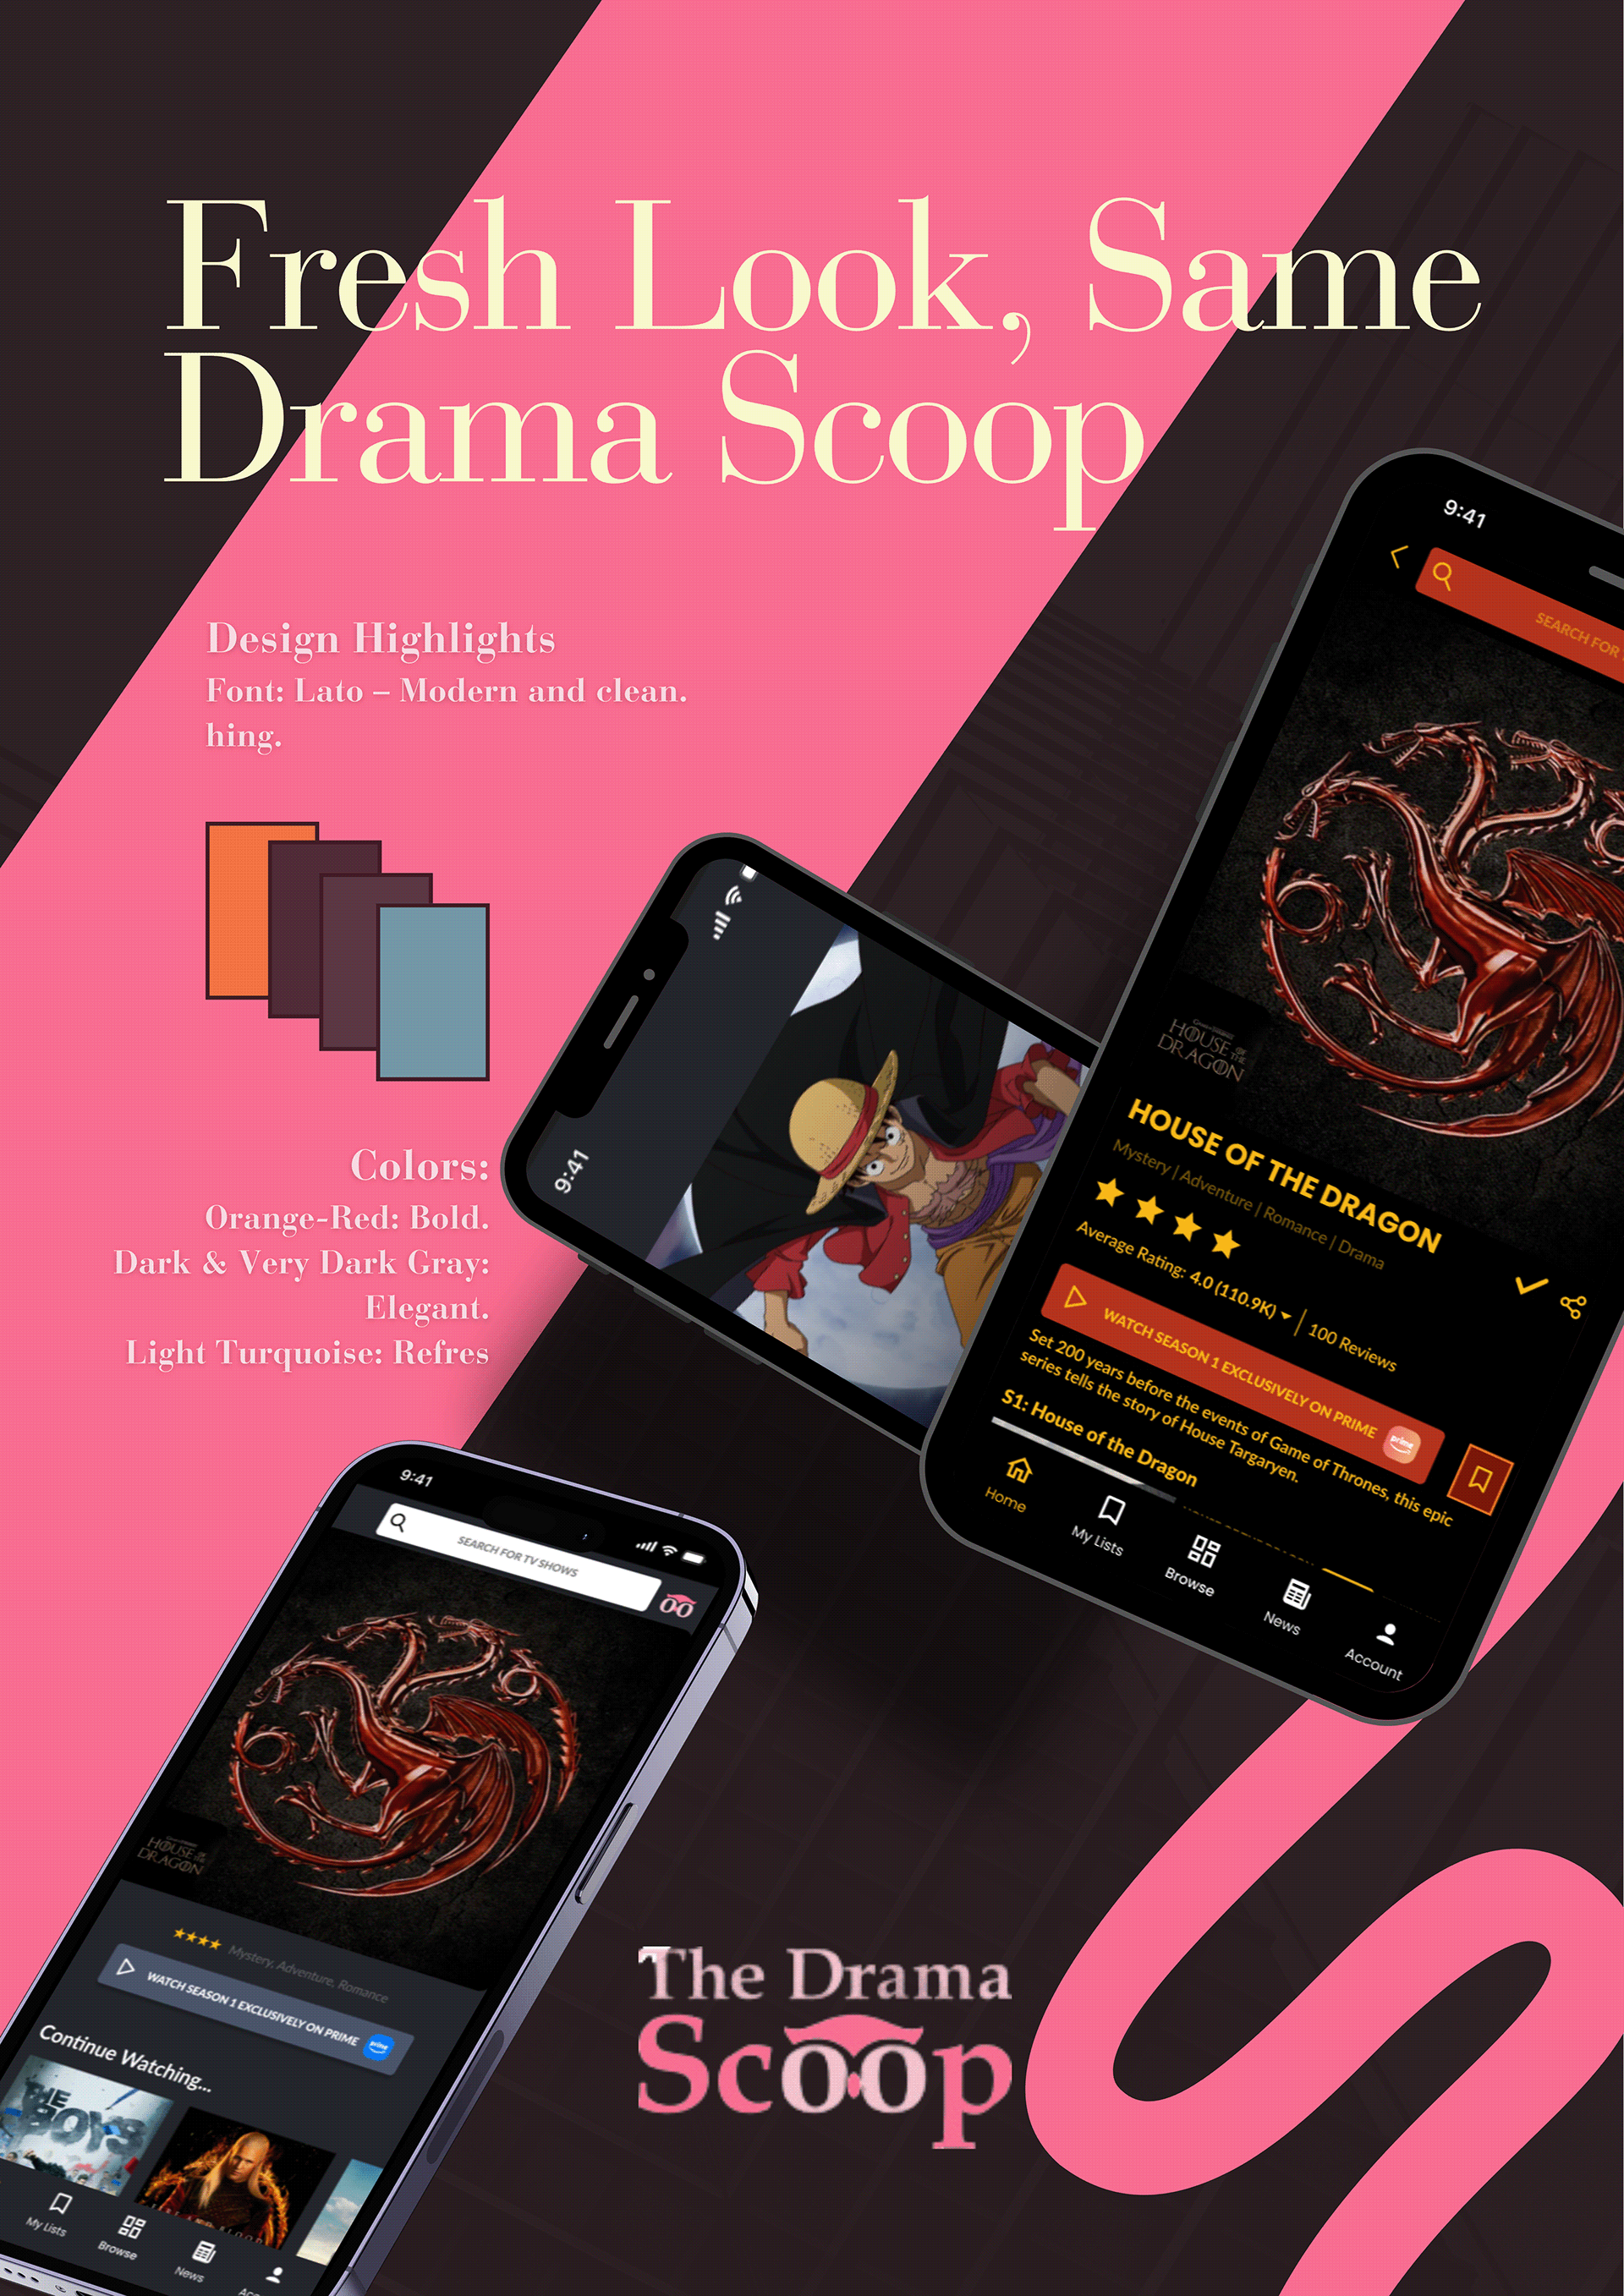 Fresh Look, Same
Drama Scoop
Design Highlights
Font: Lato – Modern and clean.
hing.
Colors:
Orange-Red: Bold.
Dark & Very Dark Gray:
Elegant.
Light Turquoise: Refres
9:41
9:41
SEARCH FOR
HOUSE OF THE DRAGON
HOUSE OF THE DRAGON
Mystery | Adventure | Romance | Drama
Average Rating: 4.0 (110.9K)
100 Reviews
WATCH SEASON 1 EXCLUSIVELY ON PRIME
prime
Set 200 years before the events of Game of Thrones, this epic
series tells the story of House Targaryen.
S1: House of the Dragon
Home
My Lists
Browse
News
Account
9:41
SEARCH FOR TV SHOWS
HOUSE OF THE DRAGON
Mystery, Adventure, Romance
WATCH SEASON 1 EXCLUSIVELY ON PRIME
prime
Continue Watching...
THE BOYS
My Lists
Browse
News
The Drama
Scoop